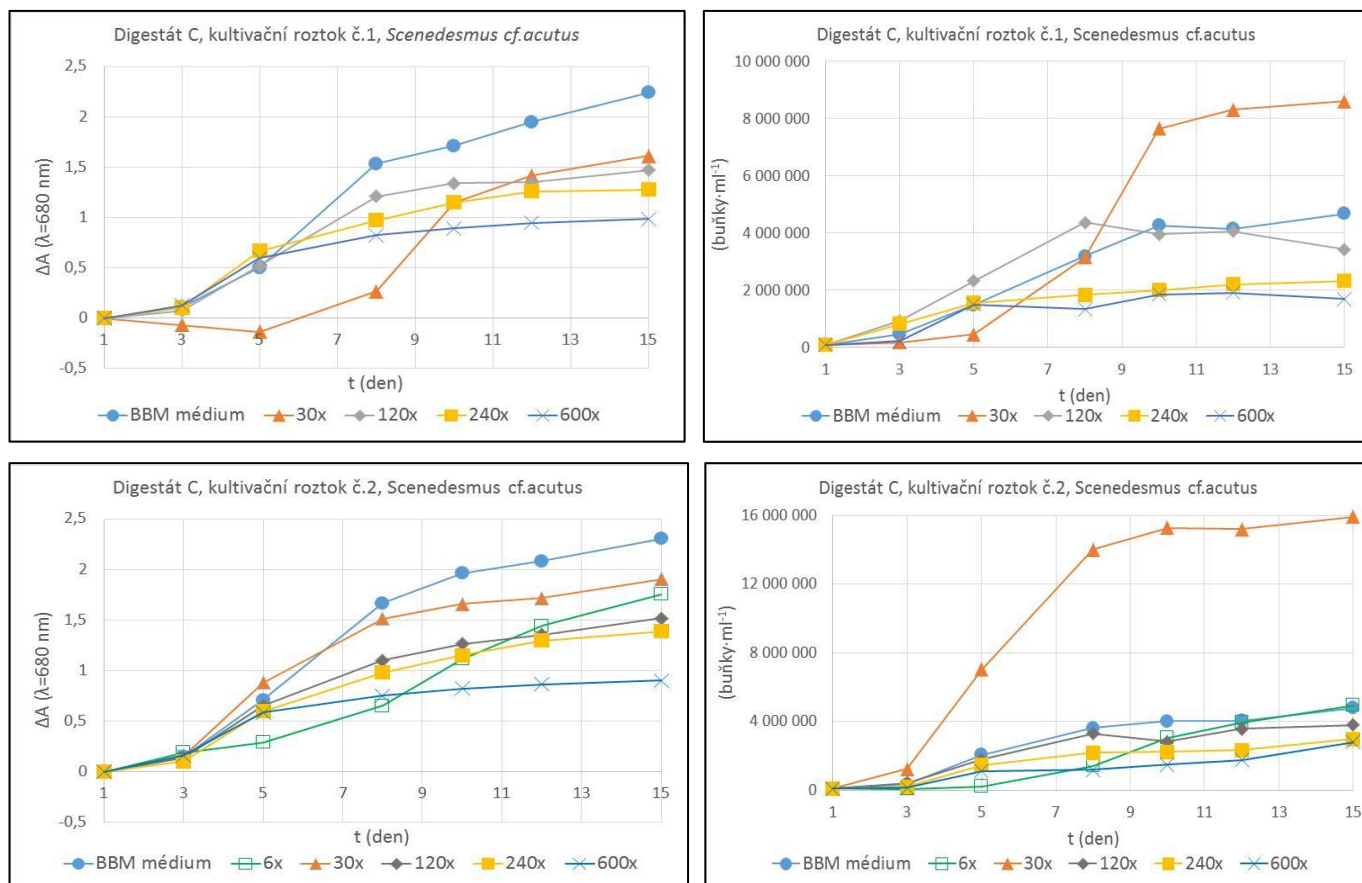 Digestát C, kultivační roztok č.1, Scenedesmus cf.acutus
2,5
2
1,5
1
0,5
0
-0,5
ΔA (λ=680 nm)
1 3 5 7 9 11 13 15
t (den)
BBM médium 30x 120x 240x 600x
Digestát C, kultivační roztok č.1, Scenedesmus cf.acutus
10 000 000
8 000 000
6 000 000
4 000 000
2 000 000
0
(buňky·ml⁻¹)
1 3 5 7 9 11 13 15
t (den)
BBM médium 30x 120x 240x 600x
Digestát C, kultivační roztok č.2, Scenedesmus cf.acutus
2,5
2
1,5
1
0,5
0
-0,5
ΔA (λ=680 nm)
1 3 5 7 9 11 13 15
t (den)
BBM médium 6x 30x 120x 240x 600x
Digestát C, kultivační roztok č.2, Scenedesmus cf.acutus
16 000 000
12 000 000
8 000 000
4 000 000
0
(buňky·ml⁻¹)
1 3 5 7 9 11 13 15
t (den)
BBM médium 6x 30x 120x 240x 600x